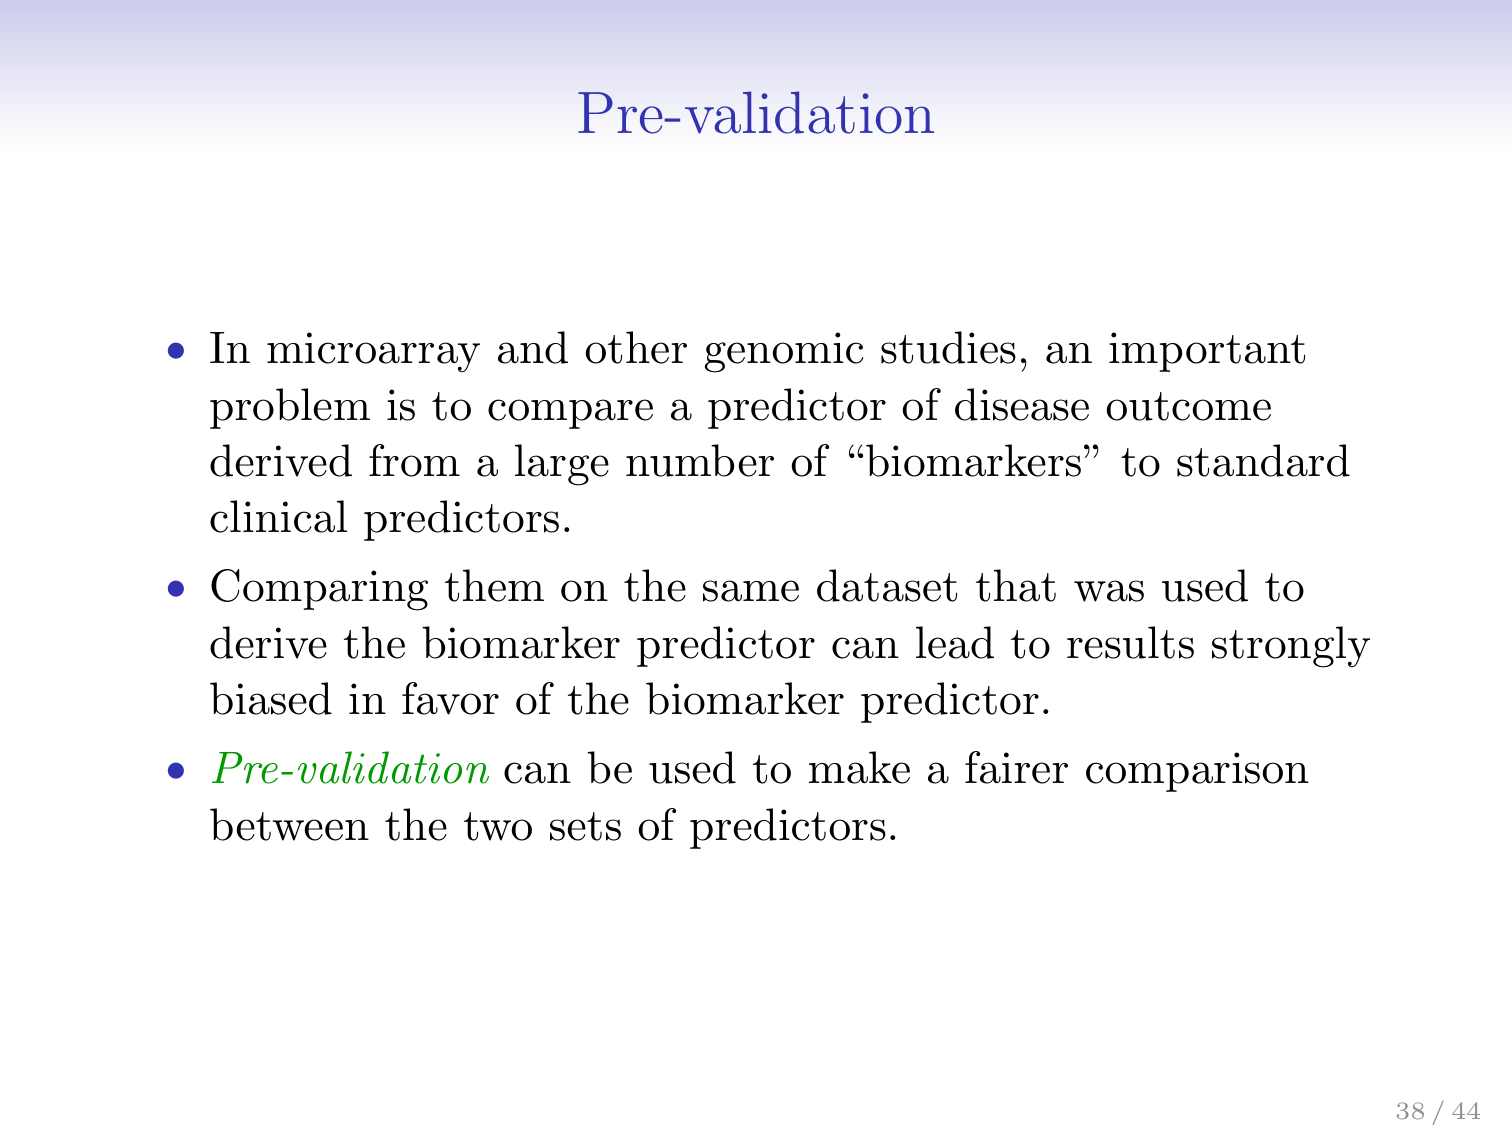 Pre-validation
• In microarray and other genomic studies, an important
problem is to compare a predictor of disease outcome
derived from a large number of “biomarkers” to standard
clinical predictors.
• Comparing them on the same dataset that was used to
derive the biomarker predictor can lead to results strongly
biased in favor of the biomarker predictor.
• Pre-validation can be used to make a fairer comparison
between the two sets of predictors.
38 / 44